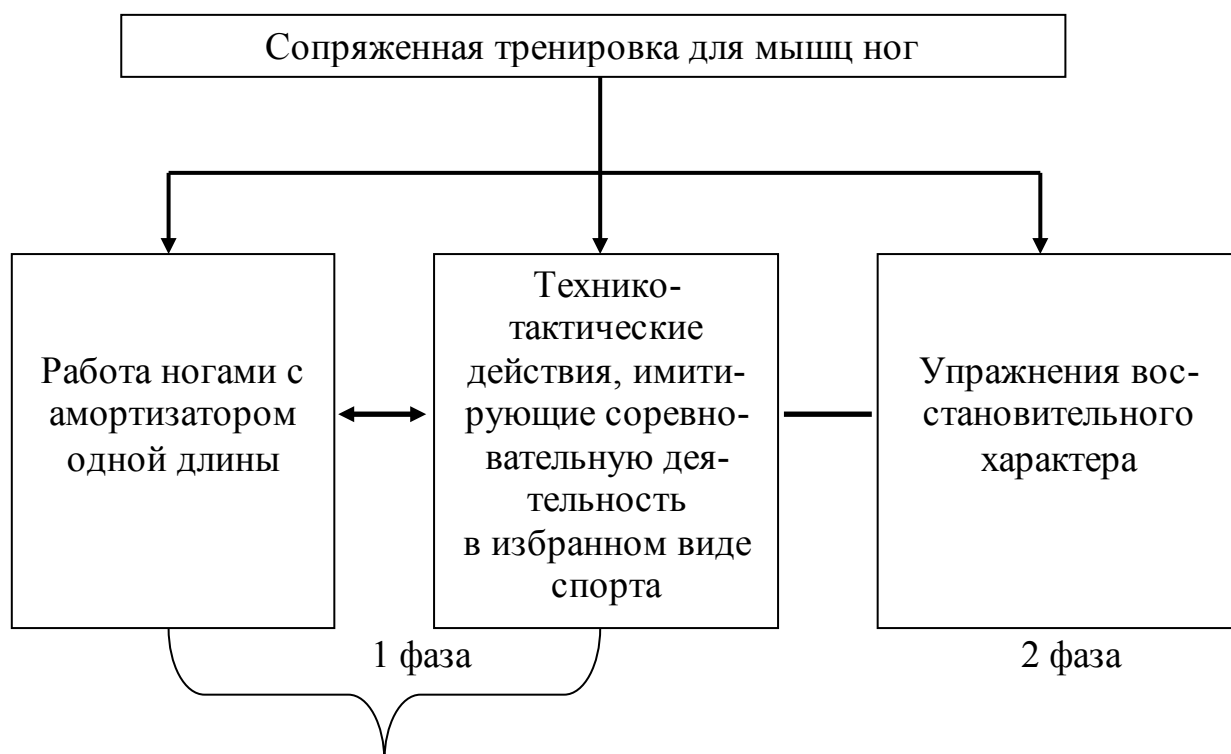 Сопряженная тренировка для мышц ног
Работа ногами с
амортизатором
одной длины
Технико-
тактические
действия, имити-
рующие соревно-
вательную дея-
тельность
в избранном виде
спорта
Упражнения вос-
становительного
характера
1 фаза
2 фаза